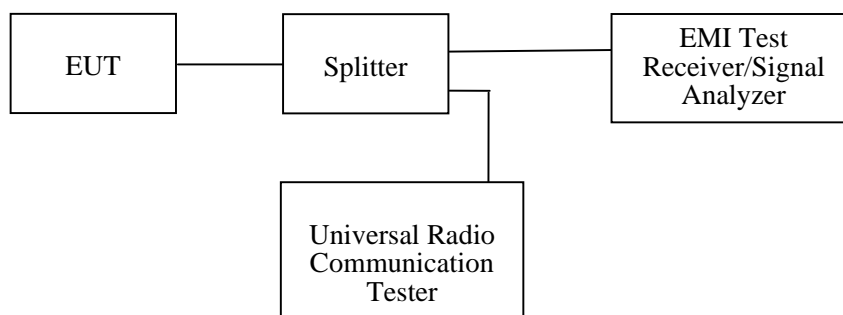 EUT
Splitter
EMI Test
Receiver/Signal
Analyzer
Universal Radio
Communication
Tester